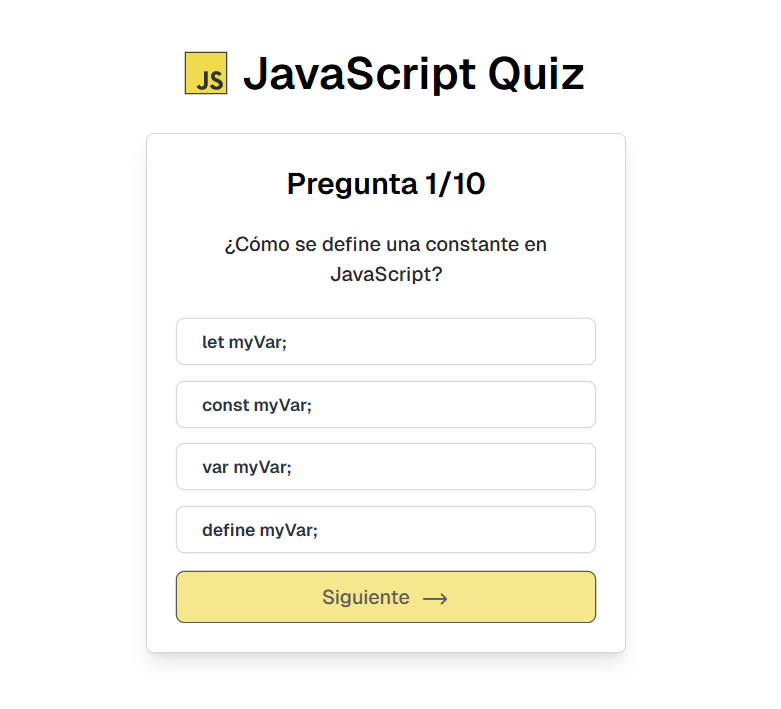 JS JavaScript Quiz
Pregunta 1/10
¿Cómo se define una constante en
JavaScript?
let myVar;
const myVar;
var myVar;
define myVar;
Siguiente →